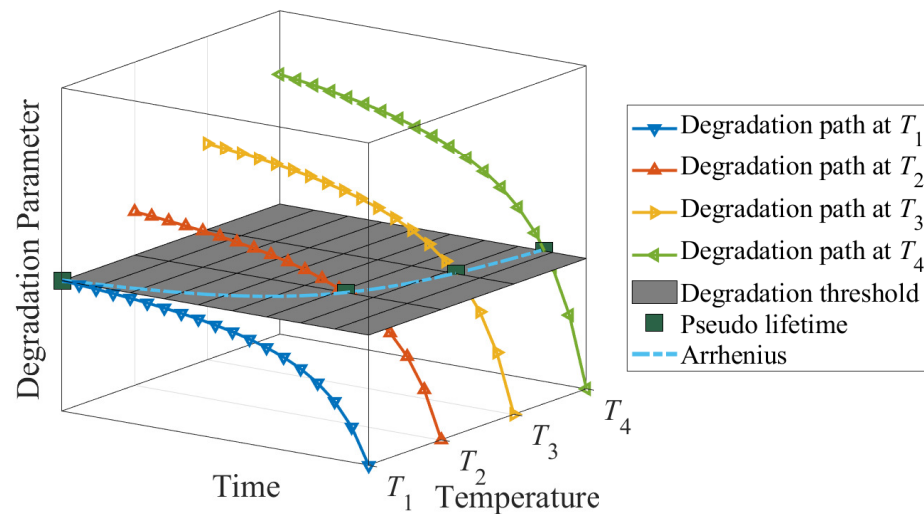 Degradation Parameter
Time
Temperature
T1
T2
T3
T4
Degradation path at T1
Degradation path at T2
Degradation path at T3
Degradation path at T4
Degradation threshold
Pseudo lifetime
Arrhenius